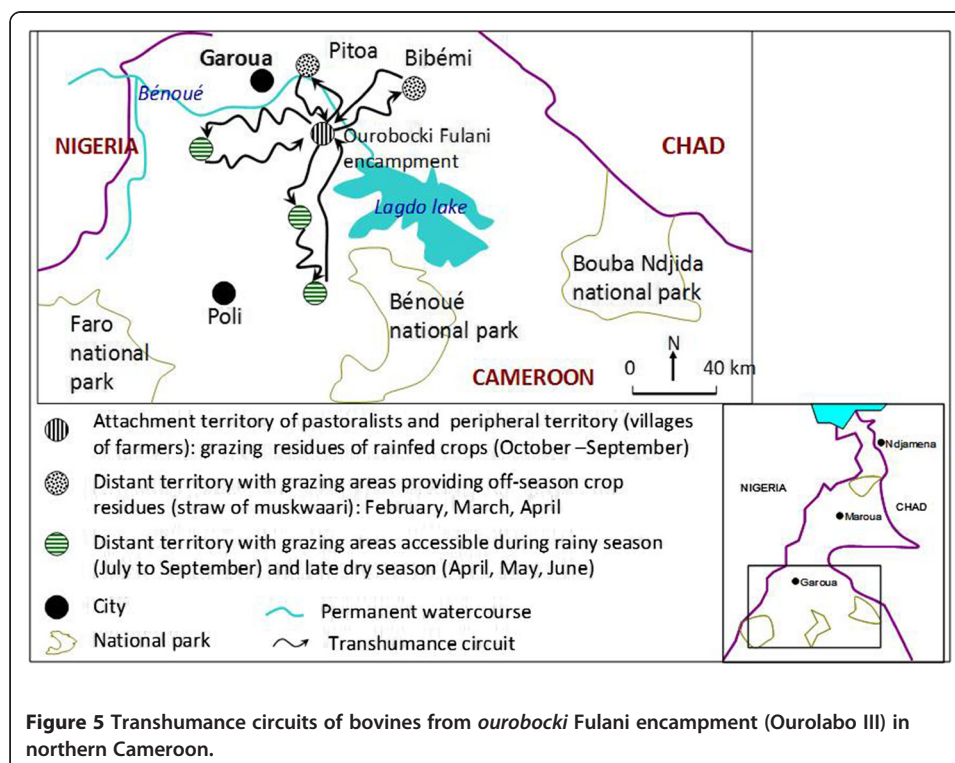 Garoua
Pitoa
Bibémi
Bénoué
NIGERIA
Ourobocki Fulani
encampment
CHAD
Lagdo lake
Bouba Ndjida
national park
Poli
Bénoué
national park
Faro
national
park
N
0 40 km
CAMEROON
Attachment territory of pastoralists and peripheral territory (villages
of farmers): grazing residues of rainfed crops (October –September)
Distant territory with grazing areas providing off-season crop
residues (straw of muskwaari): February, March, April
Distant territory with grazing areas accessible during rainy season
(July to September) and late dry season (April, May, June)
City
Permanent watercourse
National park
Transhumance circuit
Ndjamena
NIGERIA
CHAD
Maroua
Garoua
Figure 5 Transhumance circuits of bovines from ourobocki Fulani encampment (Ourolabo III) in
northern Cameroon.